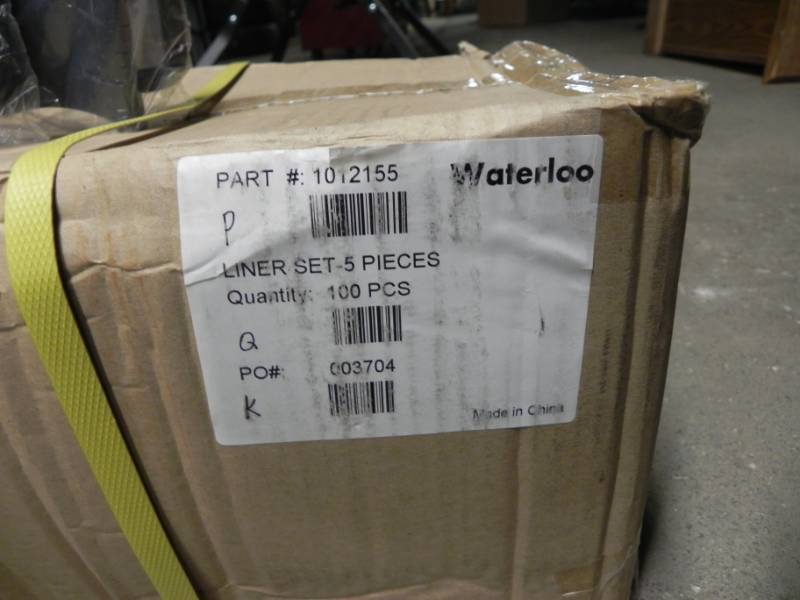 PART #: 1012155
Waterloo
P
LINER SET-5 PIECES
Quantity: 100 PCS
Q
PO#: 003704
K
Made in China